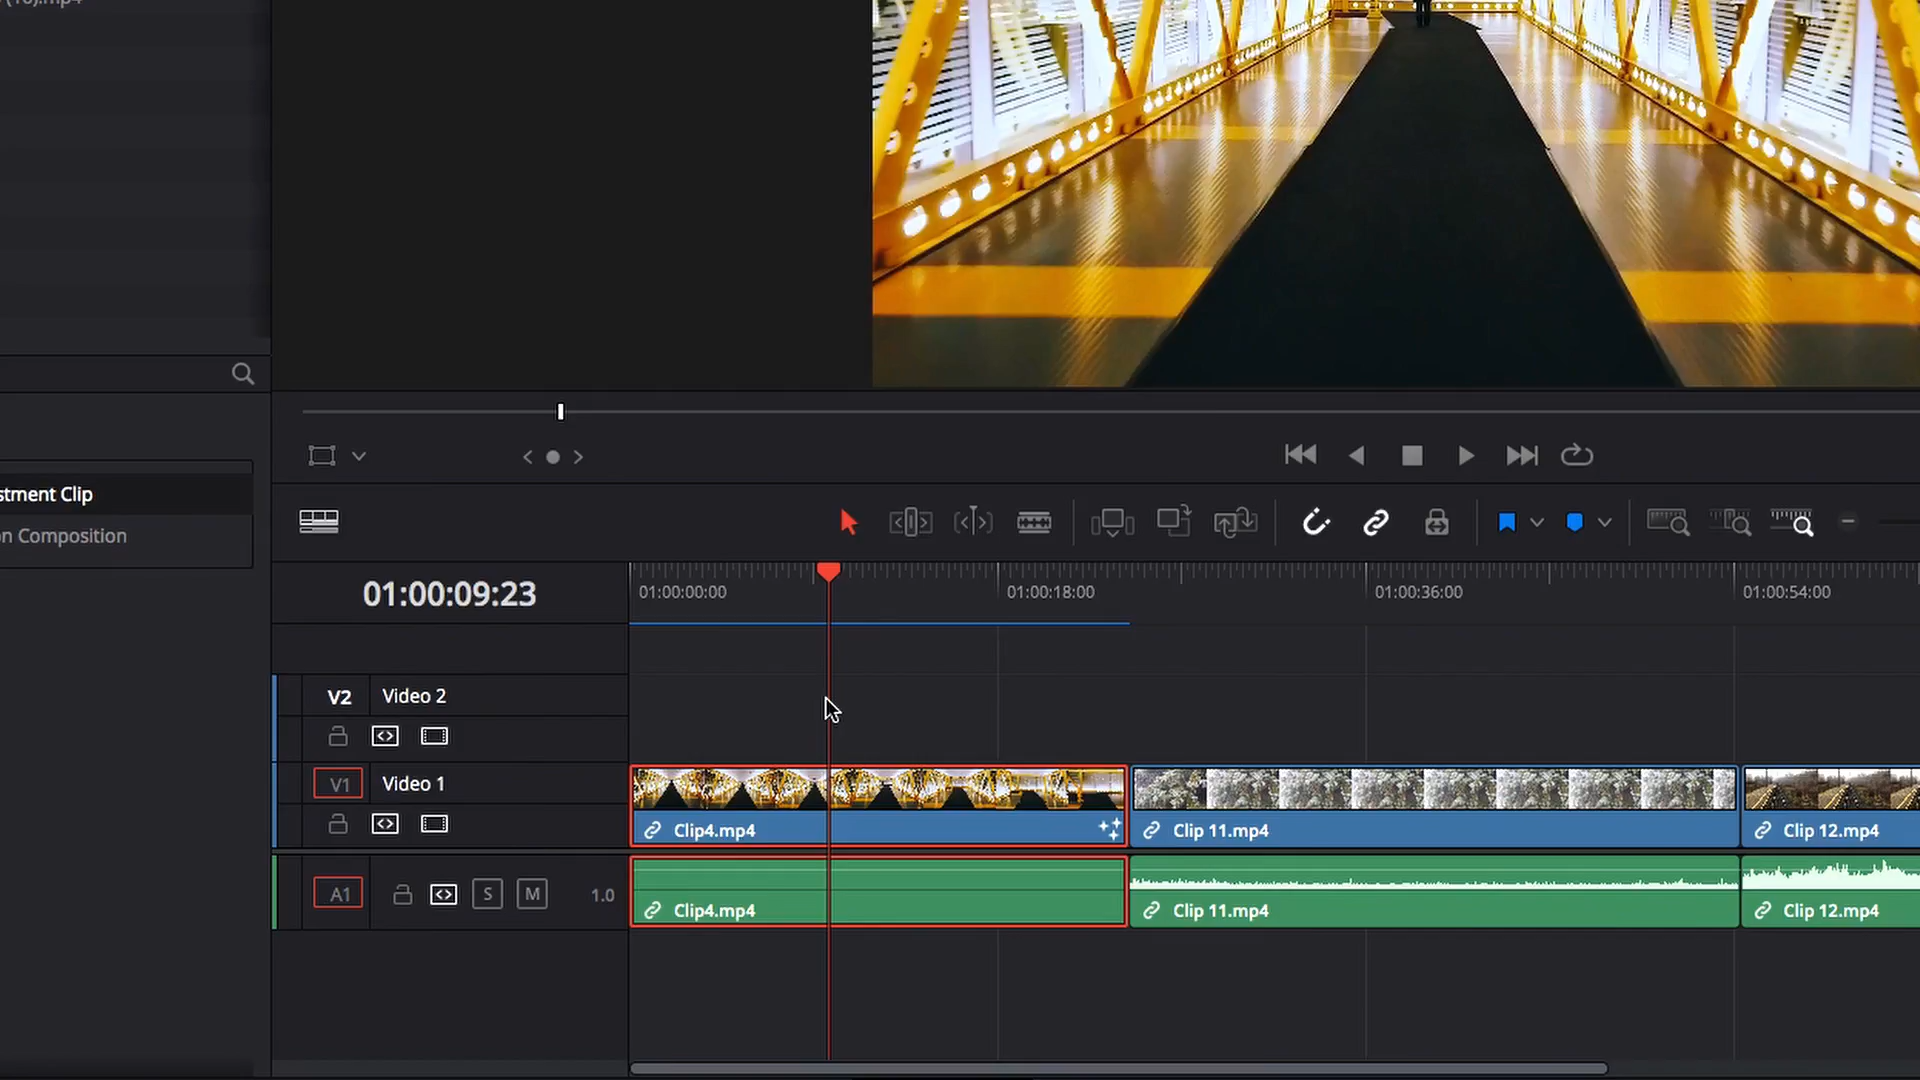 stment Clip
n Composition
01:00:09:23
01:00:00:00
01:00:18:00
01:00:36:00
01:00:54:00
V2 Video 2
V1 Video 1
Clip4.mp4
Clip 11.mp4
Clip 12.mp4
A1 S M 1.0
Clip4.mp4
Clip 11.mp4
Clip 12.mp4